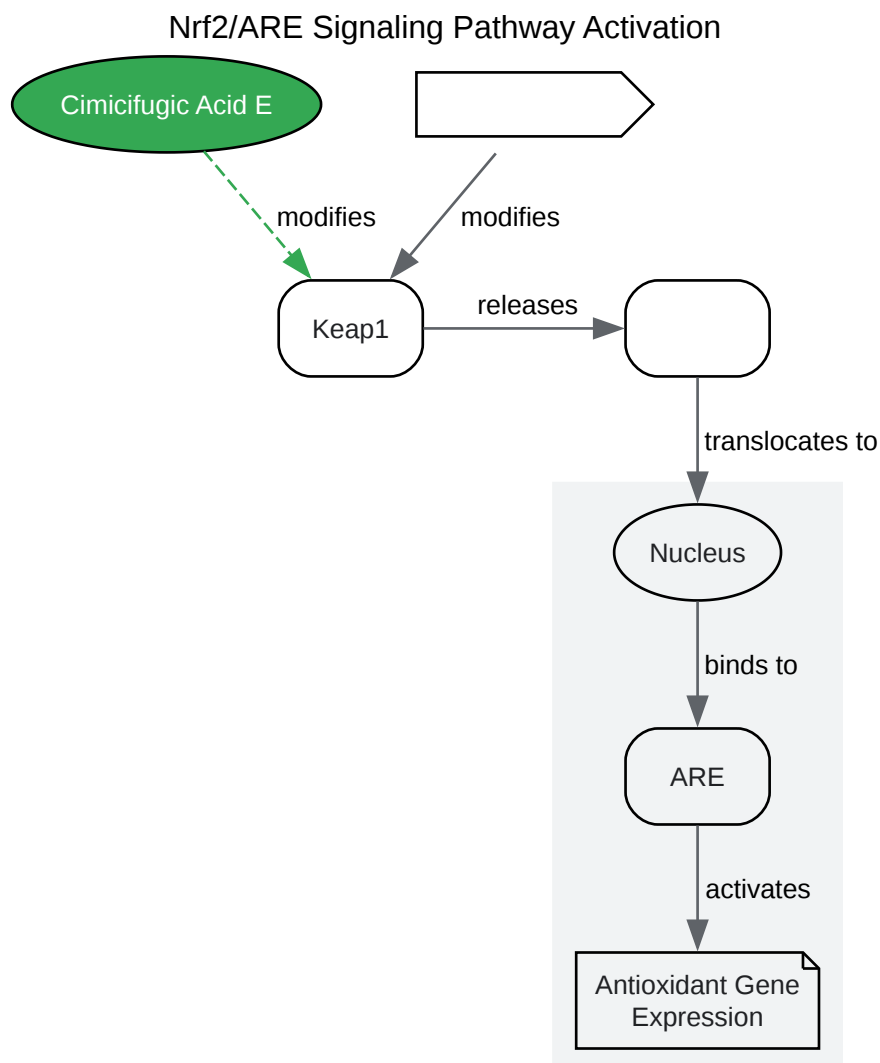 Nrf2/ARE Signaling Pathway Activation
Cimicifugic Acid E
modifies
modifies
Keap1
releases
translocates to
Nucleus
binds to
ARE
activates
Antioxidant Gene
Expression